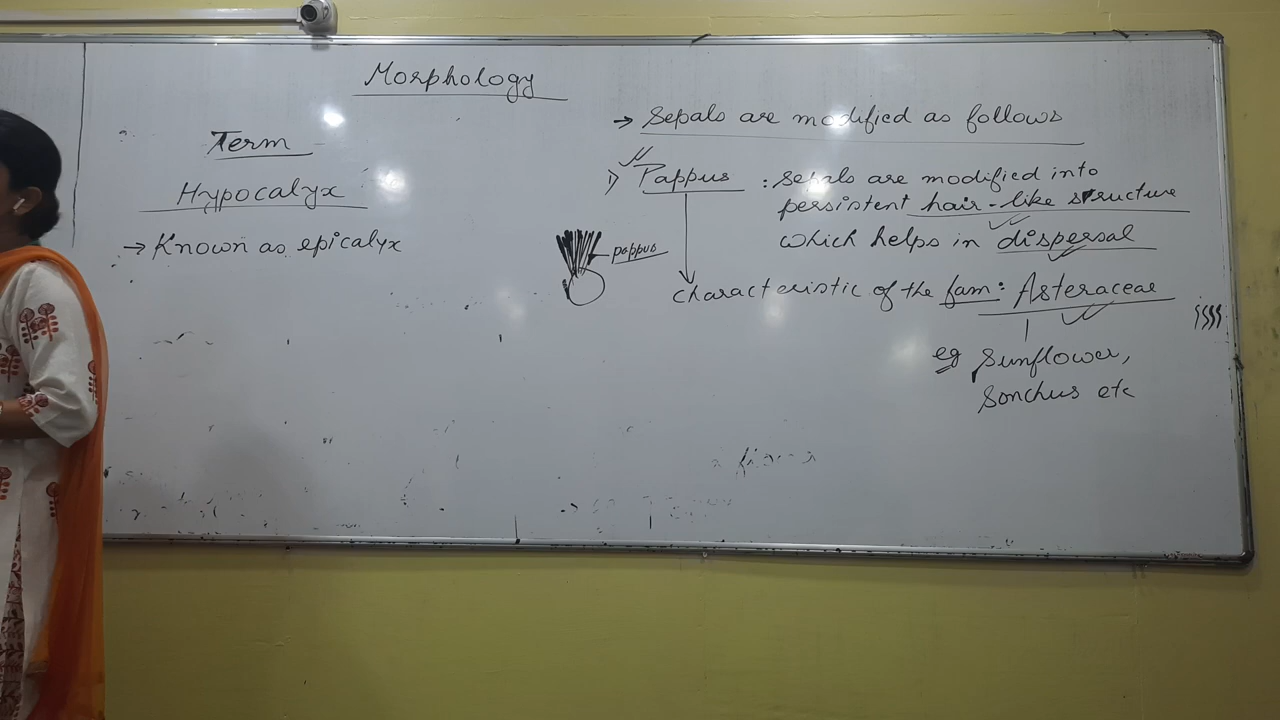 Morphology
Term
Hypocalyx
→ Known as epicalyx
→ Sepals are modified as follows
Pappus : Sepals are modified into
persistent hair-like structure
which helps in dispersal
pappus
characteristic of the fam: Asteraceae
eg Sunflower,
Sonchus etc